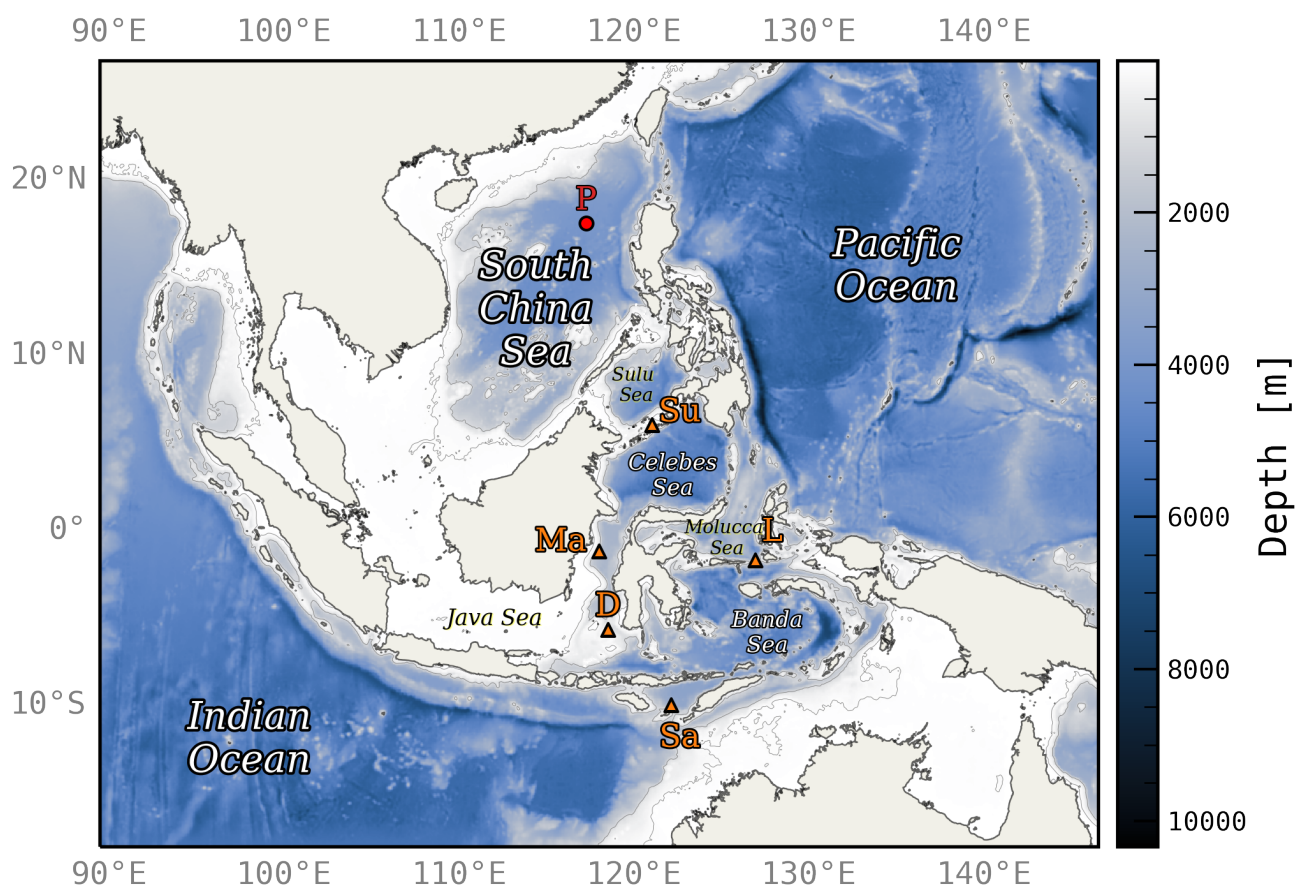 90°E 100°E 110°E 120°E 130°E 140°E
20°N
10°N
0°
10°S
P
South
China
Sea
Pacific
Ocean
Sulu
Sea
Su
Celebes
Sea
Ma
Molucca
Sea
L
D
Java Sea
Banda
Sea
Sa
Indian
Ocean
90°E 100°E 110°E 120°E 130°E 140°E
2000
4000
6000
8000
10000
Depth [m]